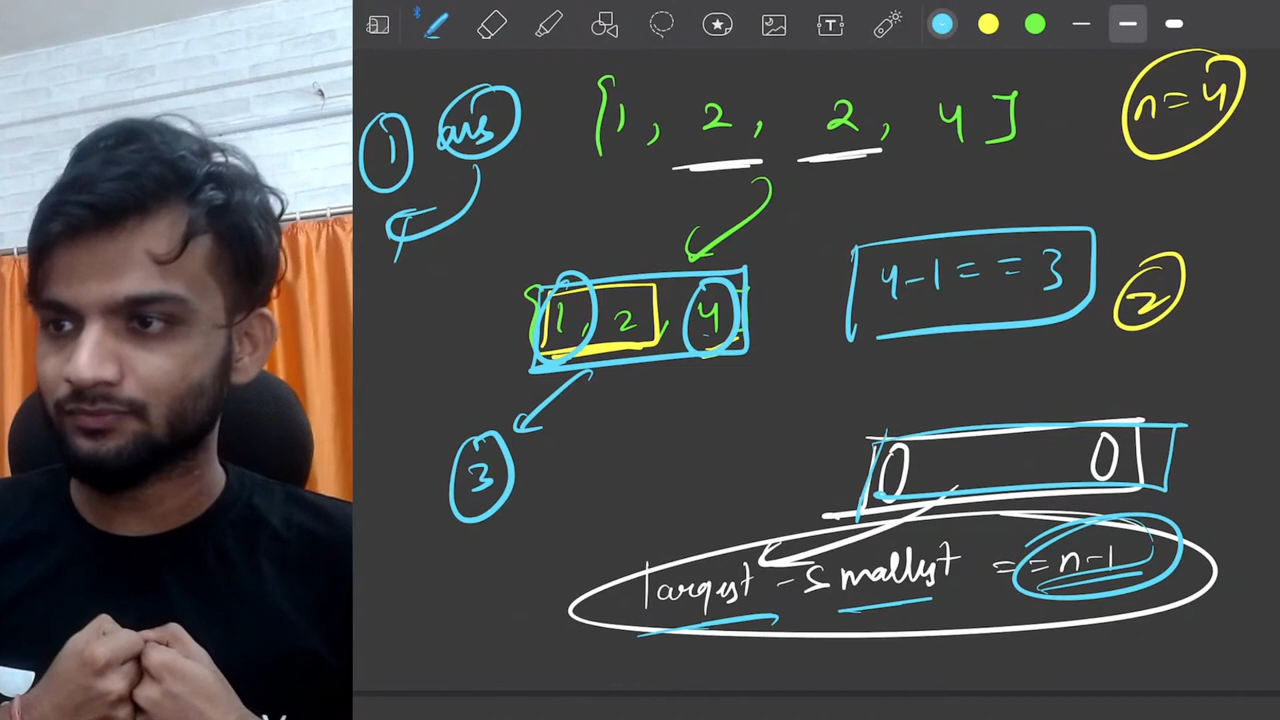 1 ans [1, 2, 2, 4] n=4
4-1 == 3
2
[1, 2, 4
3
0 0
largest - smallest == n-1